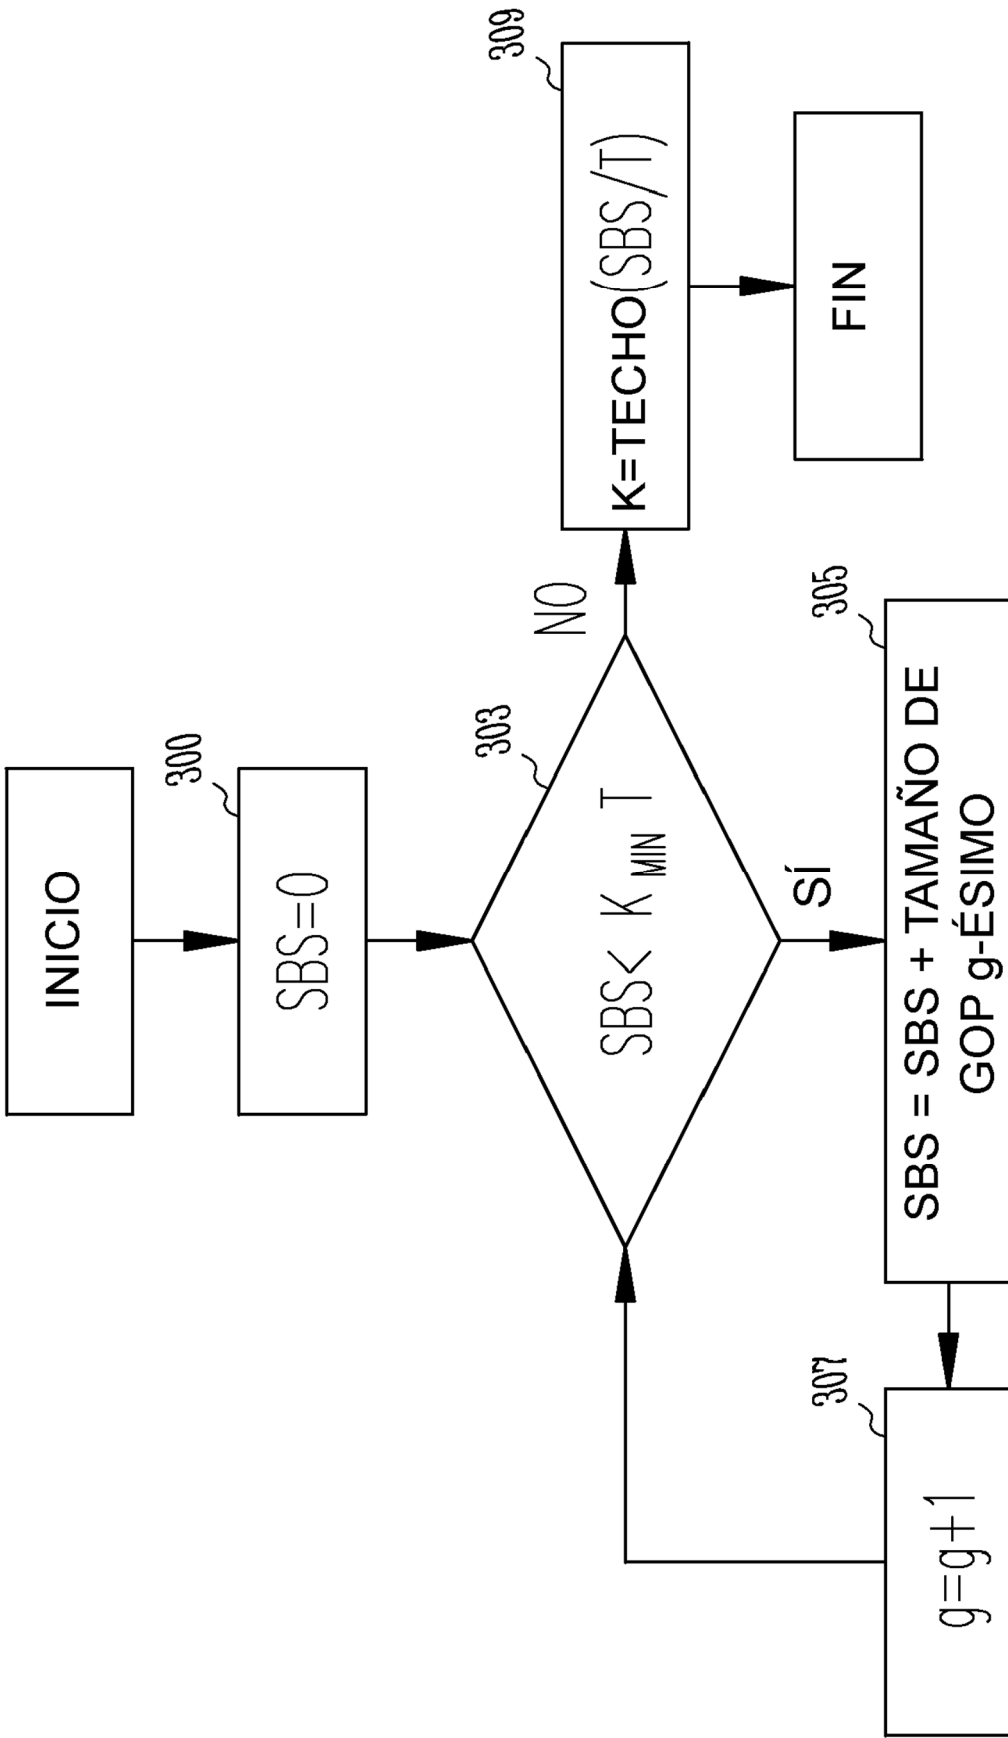 INICIO
300
SBS=0
303
SBS< K MIN T
NO
309
K=TECHO(SBS/T)
FIN
SÍ
305
SBS = SBS + TAMAÑO DE
GOP g-ÉSIMO
307
g=g+1